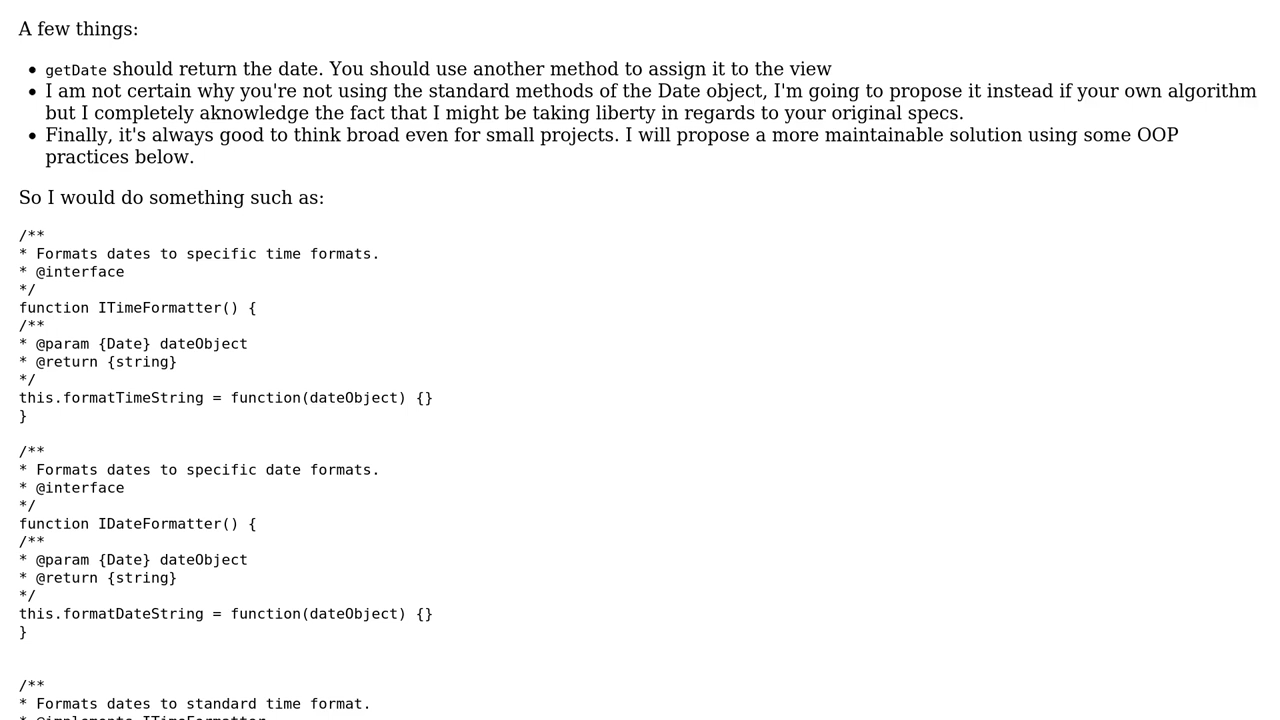 A few things:
getDate should return the date. You should use another method to assign it to the view
I am not certain why you're not using the standard methods of the Date object, I'm going to propose it instead if your own algorithm
but I completely aknowledge the fact that I might be taking liberty in regards to your original specs.
Finally, it's always good to think broad even for small projects. I will propose a more maintainable solution using some OOP
practices below.
So I would do something such as:
/**
* Formats dates to specific time formats.
* @interface
*/
function ITimeFormatter() {
/**
* @param {Date} dateObject
* @return {string}
*/
this.formatTimeString = function(dateObject) {}
}
/**
* Formats dates to specific date formats.
* @interface
*/
function IDateFormatter() {
/**
* @param {Date} dateObject
* @return {string}
*/
this.formatDateString = function(dateObject) {}
}
/**
* Formats dates to standard time format.
* @implements ITimeFormatter